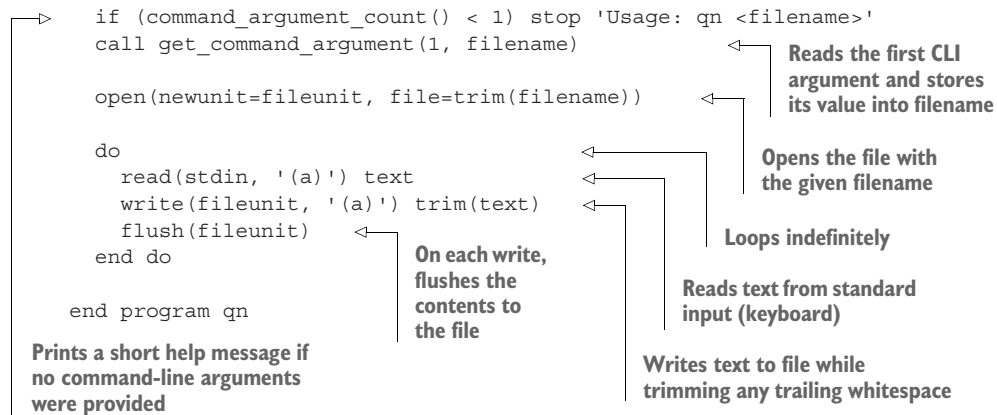 if (command_argument_count() < 1) stop 'Usage: qn <filename>'
call get_command_argument(1, filename)
Reads the first CLI
argument and stores
its value into filename
open(newunit=fileunit, file=trim(filename))
Opens the file with
the given filename
do
Loops indefinitely
read(stdin, '(a)') text
Reads text from standard
input (keyboard)
write(fileunit, '(a)') trim(text)
Writes text to file while
trimming any trailing whitespace
flush(fileunit)
On each write,
flushes the
contents to
the file
end do
end program qn
Prints a short help message if
no command-line arguments
were provided